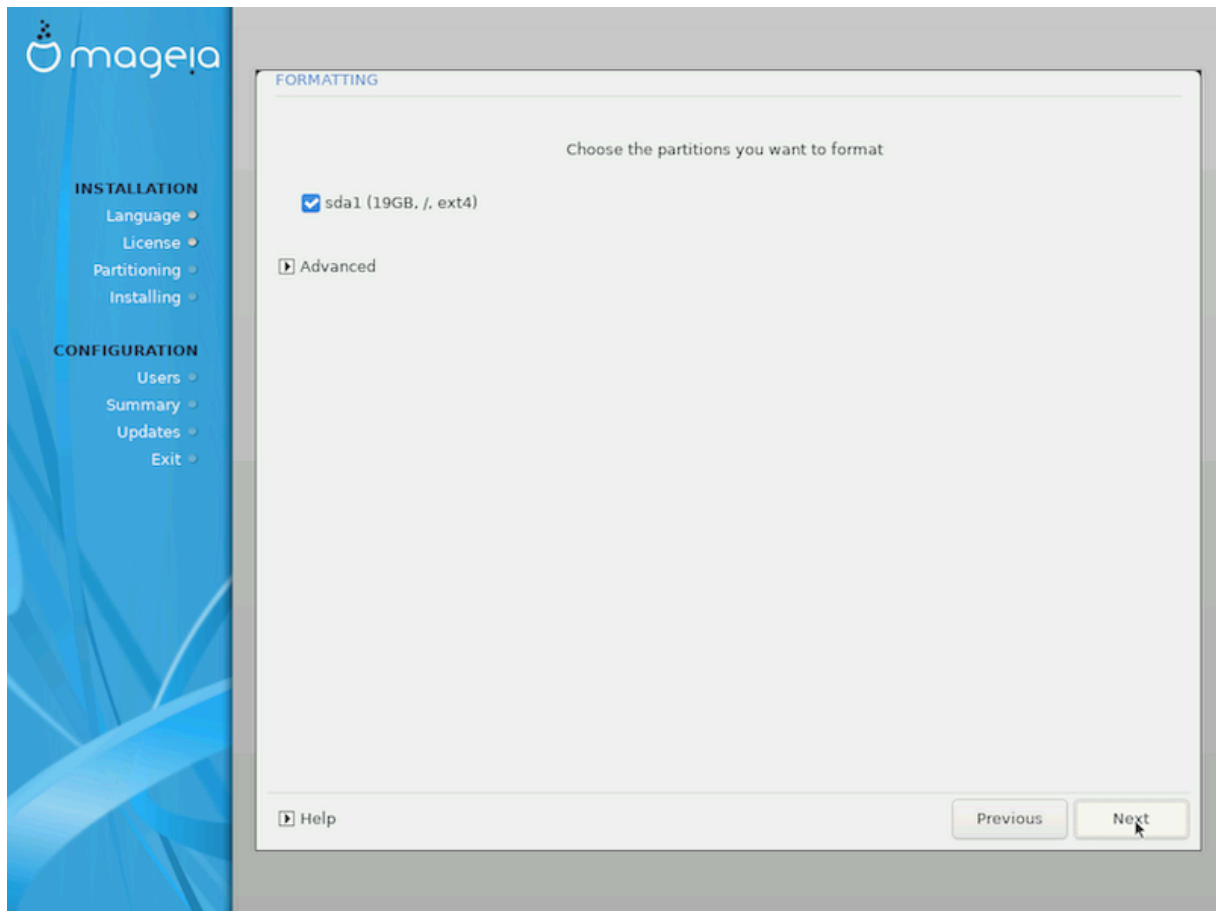 mageia
INSTALLATION
Language
License
Partitioning
Installing
CONFIGURATION
Users
Summary
Updates
Exit
FORMATTING
Choose the partitions you want to format
sda1 (19GB, /, ext4)
Advanced
Help
Previous
Next